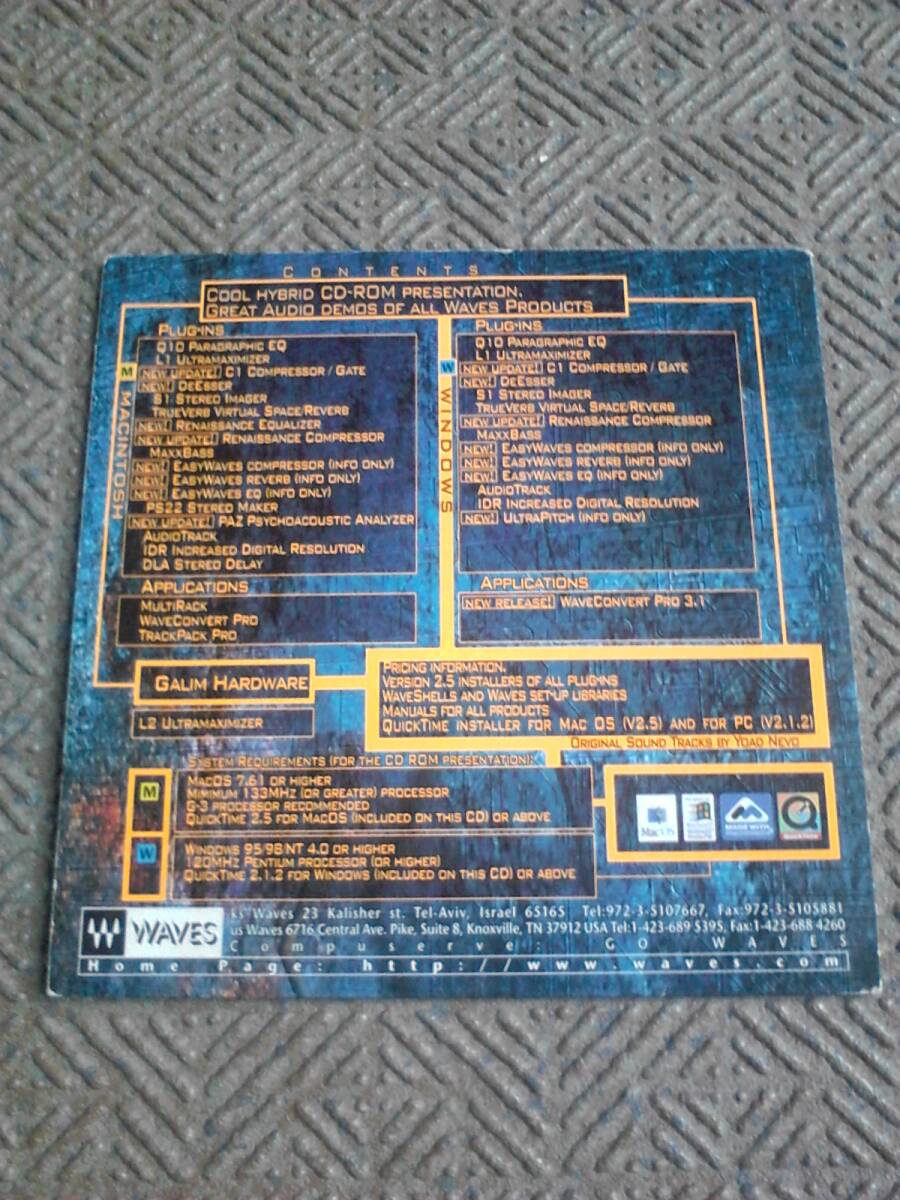 CONTENTS
COOL HYBRID CD-ROM PRESENTATION.
GREAT AUDIO DEMOS OF ALL WAVES PRODUCTS
M
MACINTOSH
PLUG-INS
Q10 PARAGRAPHIC EQ
L1 ULTRAMAXIMIZER
NEW UPDATE! C1 COMPRESSOR / GATE
NEW! DEESSER
S1 STEREO IMAGER
TRUEVERB VIRTUAL SPACE/REVERB
NEW! RENAISSANCE EQUALIZER
NEW UPDATE! RENAISSANCE COMPRESSOR
MAXXBASS
NEW! EASYWAVES COMPRESSOR (INFO ONLY)
NEW! EASYWAVES REVERB (INFO ONLY)
NEW! EASYWAVES EQ (INFO ONLY)
PS22 STEREO MAKER
NEW UPDATE! PAZ PSYCHOACOUSTIC ANALYZER
AUDIOTRACK
IDR INCREASED DIGITAL RESOLUTION
DLA STEREO DELAY
APPLICATIONS
MULTIRACK
WAVECONVERT PRO
TRACKPACK PRO
W
WINDOWS
PLUG-INS
Q10 PARAGRAPHIC EQ
L1 ULTRAMAXIMIZER
NEW UPDATE! C1 COMPRESSOR / GATE
NEW! DEESSER
S1 STEREO IMAGER
TRUEVERB VIRTUAL SPACE/REVERB
NEW UPDATE! RENAISSANCE COMPRESSOR
MAXXBASS
NEW! EASYWAVES COMPRESSOR (INFO ONLY)
NEW! EASYWAVES REVERB (INFO ONLY)
NEW! EASYWAVES EQ (INFO ONLY)
AUDIOTRACK
IDR INCREASED DIGITAL RESOLUTION
NEW! ULTRAPITCH (INFO ONLY)
APPLICATIONS
NEW RELEASE! WAVECONVERT PRO 3.1
GALIM HARDWARE
L2 ULTRAMAXIMIZER
PRICING INFORMATION.
VERSION 2.5 INSTALLERS OF ALL PLUG-INS
WAVESHELLS AND WAVES SET-UP LIBRARIES
MANUALS FOR ALL PRODUCTS
QUICKTIME INSTALLER FOR MAC OS (V2.5) AND FOR PC (V2.1.2)
ORIGINAL SOUND TRACKS BY YOAD NEVO
SYSTEM REQUIREMENTS (FOR THE CD ROM PRESENTATION):
M
MACOS 7.61 OR HIGHER
MINIMUM 133MHZ (OR GREATER) PROCESSOR
G-3 PROCESSOR RECOMMENDED
QUICKTIME 2.5 FOR MACOS (INCLUDED ON THIS CD) OR ABOVE
W
WINDOWS 95/98/NT 4.0 OR HIGHER
120MHZ PENTIUM PROCESSOR (OR HIGHER)
QUICKTIME 2.1.2 FOR WINDOWS (INCLUDED ON THIS CD) OR ABOVE
Mac OS
MADE WITH
QuickTime
WAVES
ks Waves 23 Kalisher st. Tel-Aviv, Israel 65165 Tel:972-3-5107667, Fax:972-3-5105881
us Waves 6716 Central Ave. Pike, Suite 8, Knoxville, TN 37912 USA Tel:1-423-689 5395, Fax:1-423-688 4260
Compuserve: GO WAVES
Home Page: http://www.waves.com